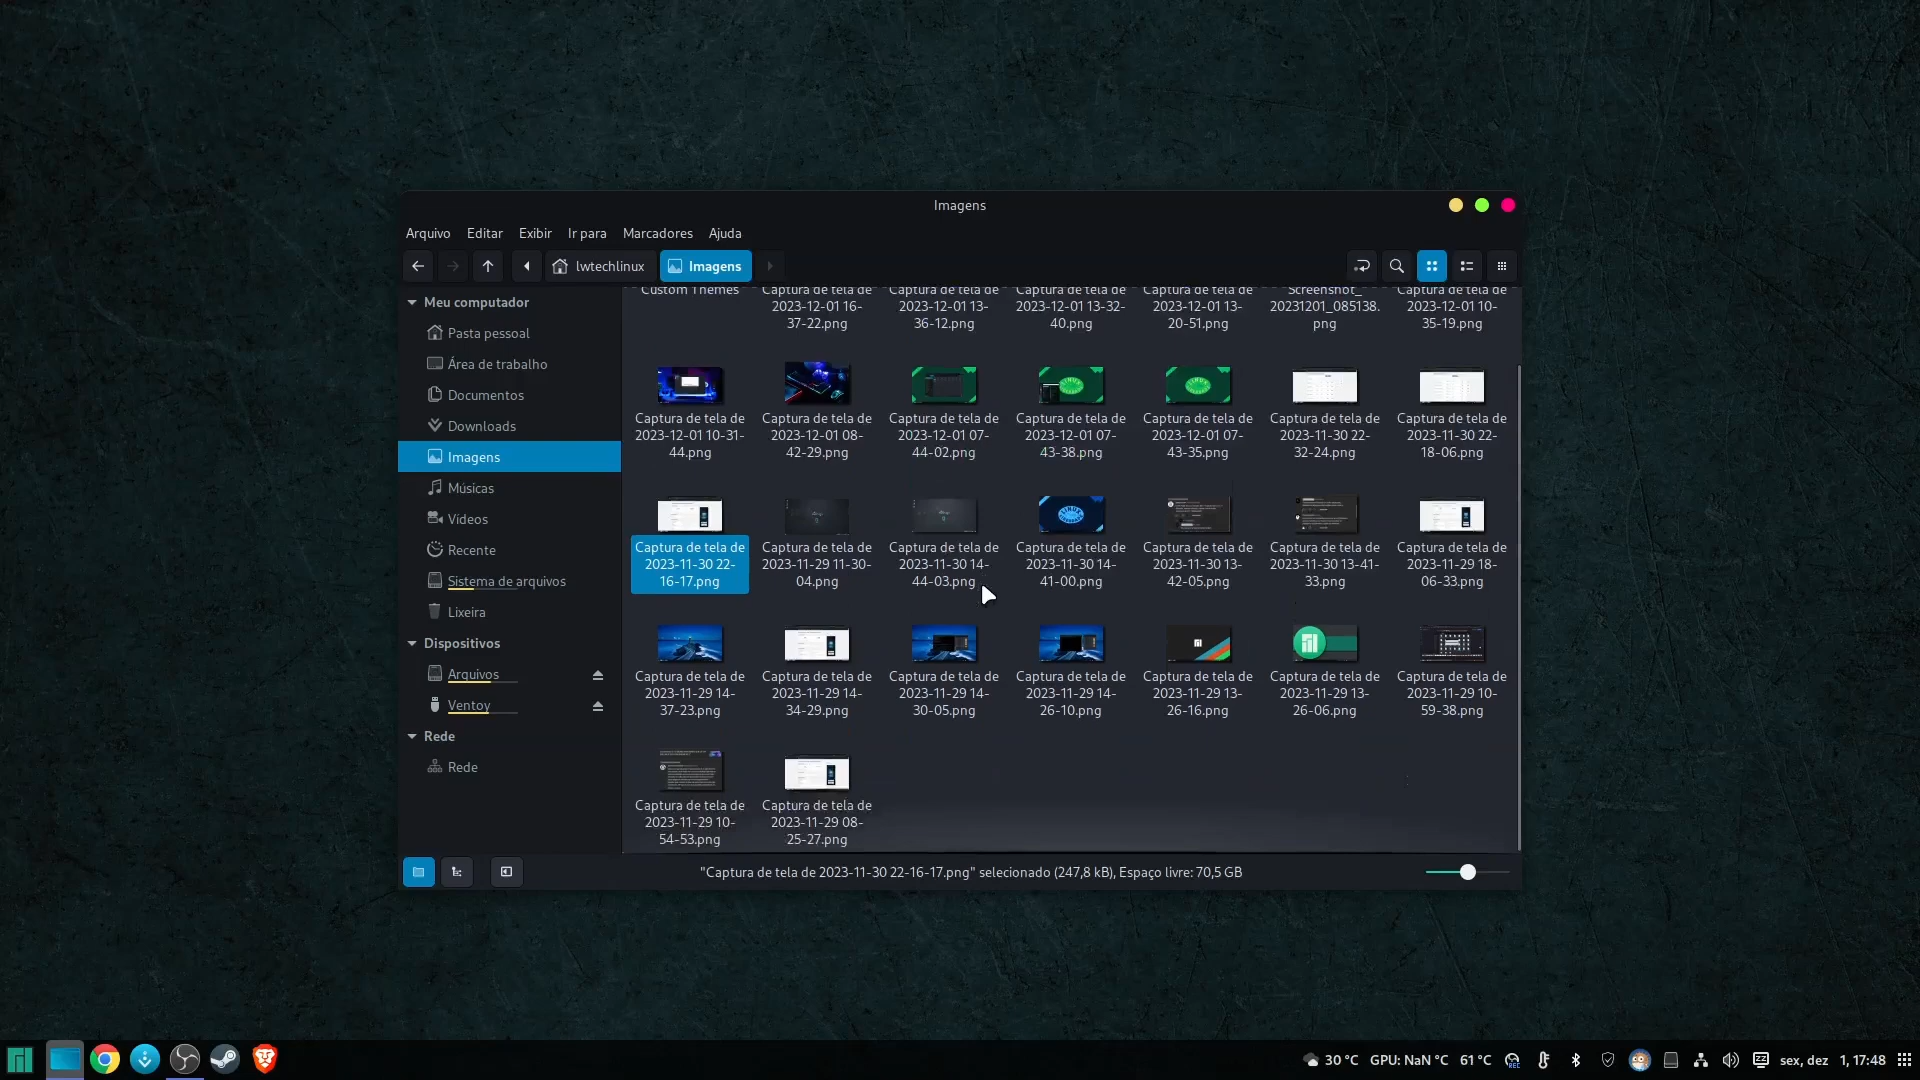 Imagens
Arquivo Editar Exibir Ir para Marcadores Ajuda
lwtechlinux Imagens
Meu computador
Pasta pessoal
Área de trabalho
Documentos
Downloads
Imagens
Músicas
Vídeos
Recente
Sistema de arquivos
Lixeira
Dispositivos
Arquivos
Ventoy
Rede
Rede
Custom Themes
Captura de tela de
2023-12-01 16-
37-22.png
Captura de tela de
2023-12-01 13-
36-12.png
Captura de tela de
2023-12-01 13-32-
40.png
Captura de tela de
2023-12-01 13-
20-51.png
Screenshot_
20231201_085138.
png
Captura de tela de
2023-12-01 10-
35-19.png
Captura de tela de
2023-12-01 10-31-
44.png
Captura de tela de
2023-12-01 08-
42-29.png
Captura de tela de
2023-12-01 07-
44-02.png
Captura de tela de
2023-12-01 07-
43-38.png
Captura de tela de
2023-12-01 07-
43-35.png
Captura de tela de
2023-11-30 22-
32-24.png
Captura de tela de
2023-11-30 22-
18-06.png
Captura de tela de
2023-11-30 22-
16-17.png
Captura de tela de
2023-11-29 11-30-
04.png
Captura de tela de
2023-11-30 14-
44-03.png
Captura de tela de
2023-11-30 14-
41-00.png
Captura de tela de
2023-11-30 13-
42-05.png
Captura de tela de
2023-11-30 13-41-
33.png
Captura de tela de
2023-11-29 18-
06-33.png
Captura de tela de
2023-11-29 14-
37-23.png
Captura de tela de
2023-11-29 14-
34-29.png
Captura de tela de
2023-11-29 14-
30-05.png
Captura de tela de
2023-11-29 14-
26-10.png
Captura de tela de
2023-11-29 13-
26-16.png
Captura de tela de
2023-11-29 13-
26-06.png
Captura de tela de
2023-11-29 10-
59-38.png
Captura de tela de
2023-11-29 10-
54-53.png
Captura de tela de
2023-11-29 08-
25-27.png
"Captura de tela de 2023-11-30 22-16-17.png" selecionado (247,8 kB), Espaço livre: 70,5 GB
30 °C GPU: NaN °C 61 °C REC sex, dez 1, 17:48